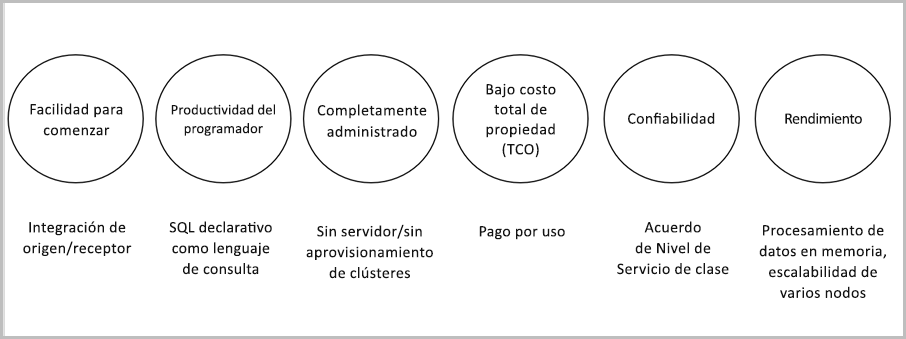 Facilidad para
comenzar
Productividad del
programador
Completamente
administrado
Bajo costo
total de
propiedad
(TCO)
Confiabilidad
Rendimiento
Integración de
origen/receptor
SQL declarativo
como lenguaje
de consulta
Sin servidor/sin
aprovisionamiento
de clústeres
Pago por uso
Acuerdo
de Nivel de
Servicio de clase
Procesamiento de
datos en memoria,
escalabilidad de
varios nodos